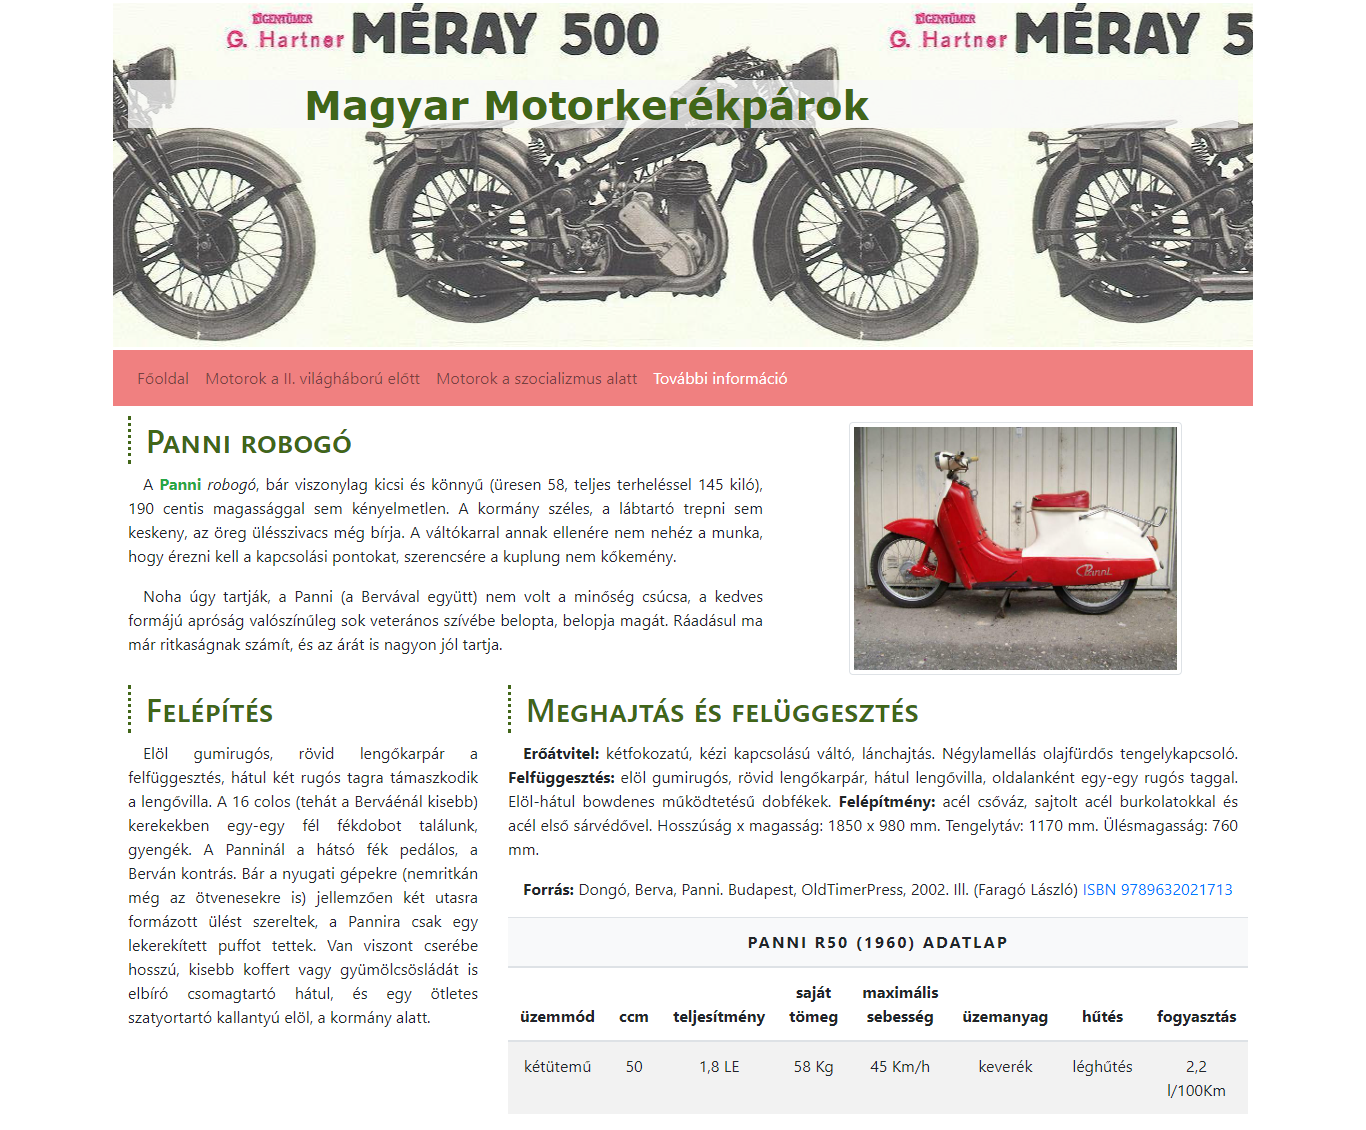 EIGENTÜMER
G. Hartner MÉRAY 500
EIGENTÜMER
G. Hartner MÉRAY 5
Magyar Motorkerékpárok
Főoldal Motorok a II. világháború előtt Motorok a szocializmus alatt További információ
Panni robogó
A Panni robogó, bár viszonylag kicsi és könnyű (üresen 58, teljes terheléssel 145 kiló),
190 centis magassággal sem kényelmetlen. A kormány széles, a lábtartó trepni sem
keskeny, az öreg ülésszivacs még bírja. A váltókarral annak ellenére nem nehéz a munka,
hogy érezni kell a kapcsolási pontokat, szerencsére a kuplung nem kőkemény.
Noha úgy tartják, a Panni (a Bervával együtt) nem volt a minőség csúcsa, a kedves
formájú apróság valószínűleg sok veterános szívébe belopta, belopja magát. Ráadásul ma
már ritkaságnak számít, és az árát is nagyon jól tartja.
Panni
Felépítés
Elöl gumirugós, rövid lengőkarpár a
felfüggesztés, hátul két rugós tagra támaszkodik
a lengővilla. A 16 colos (tehát a Berváénál kisebb)
kerekekben egy-egy fél fékdobot találunk,
gyengék. A Panninál a hátsó fék pedálos, a
Berván kontrás. Bár a nyugati gépekre (nemritkán
még az ötvenesekre is) jellemzően két utasra
formázott ülést szereltek, a Pannira csak egy
lekerekített puffot tettek. Van viszont cserébe
hosszú, kisebb koffert vagy gyümölcsösládát is
elbíró csomagtartó hátul, és egy ötletes
szatyortartó kallantyú elöl, a kormány alatt.
Meghajtás és felüggesztés
Erőátvitel: kétfokozatú, kézi kapcsolású váltó, lánchajtás. Négylamellás olajfürdős tengelykapcsoló.
Felfüggesztés: elöl gumirugós, rövid lengőkarpár, hátul lengővilla, oldalanként egy-egy rugós taggal.
Elöl-hátul bowdenes működtetésű dobfékek. Felépítmény: acél csőváz, sajtolt acél burkolatokkal és
acél első sárvédővel. Hosszúság x magasság: 1850 x 980 mm. Tengelytáv: 1170 mm. Ülésmagasság: 760
mm.
Forrás: Dongó, Berva, Panni. Budapest, OldTimerPress, 2002. Ill. (Faragó László) ISBN 9789632021713
PANNI R50 (1960) ADATLAP
üzemmód ccm teljesítmény saját tömeg maximális sebesség üzemanyag hűtés fogyasztás
kétütemű 50 1,8 LE 58 Kg 45 Km/h keverék léghűtés 2,2 l/100Km